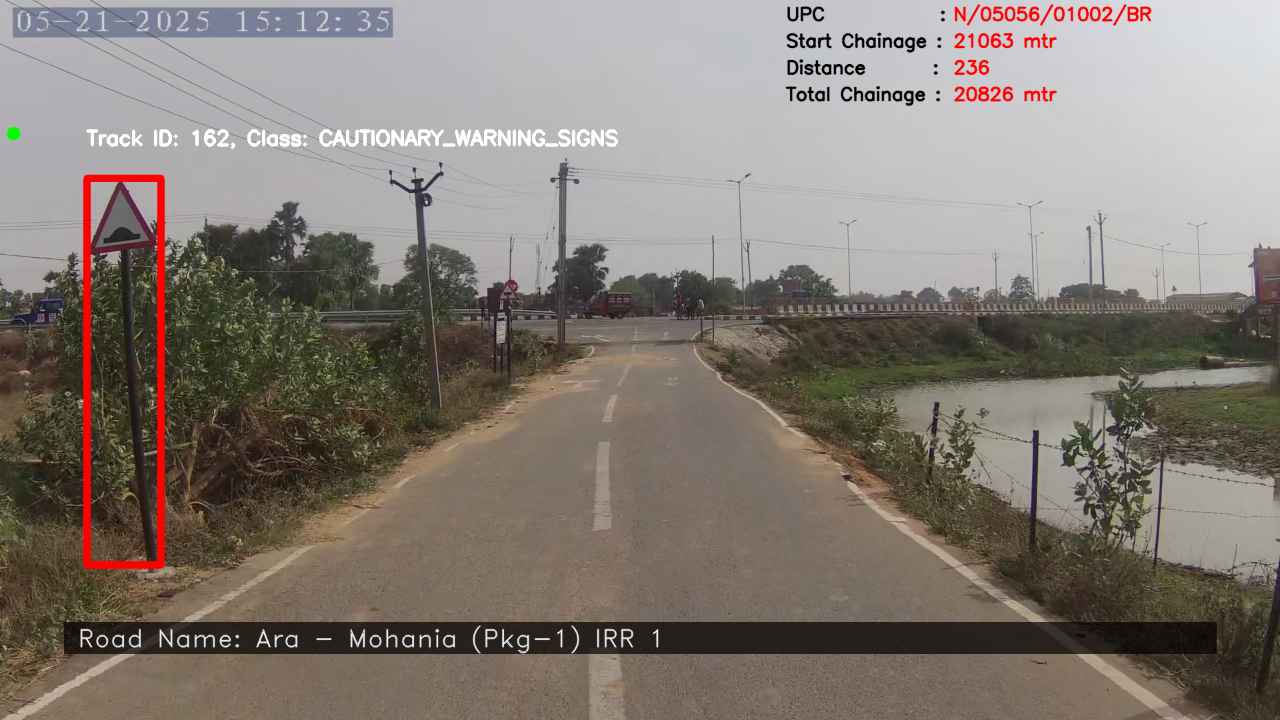 05-21-2025 15:12:35
UPC : N/05056/01002/BR
Start Chainage : 21063 mtr
Distance : 236
Total Chainage : 20826 mtr
Track ID: 162, Class: CAUTIONARY_WARNING_SIGNS
Road Name: Ara - Mohania (Pkg-1) IRR 1